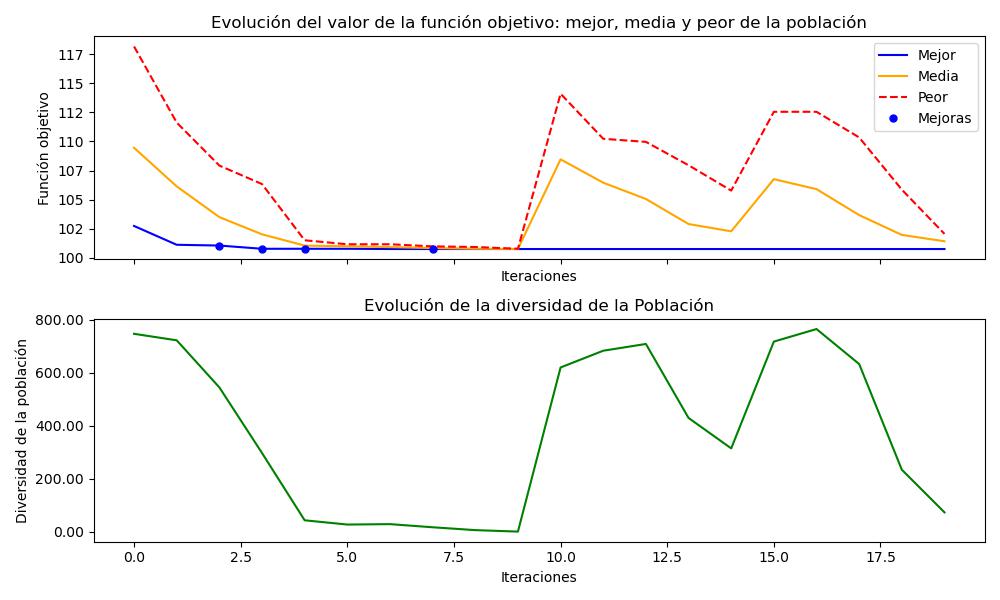 Evolución del valor de la función objetivo: mejor, media y peor de la población
Función objetivo
117
115
112
110
107
105
102
100
Mejor
Media
Peor
Mejoras
Iteraciones
Evolución de la diversidad de la Población
Diversidad de la población
800.00
600.00
400.00
200.00
0.00
0.0 2.5 5.0 7.5 10.0 12.5 15.0 17.5
Iteraciones